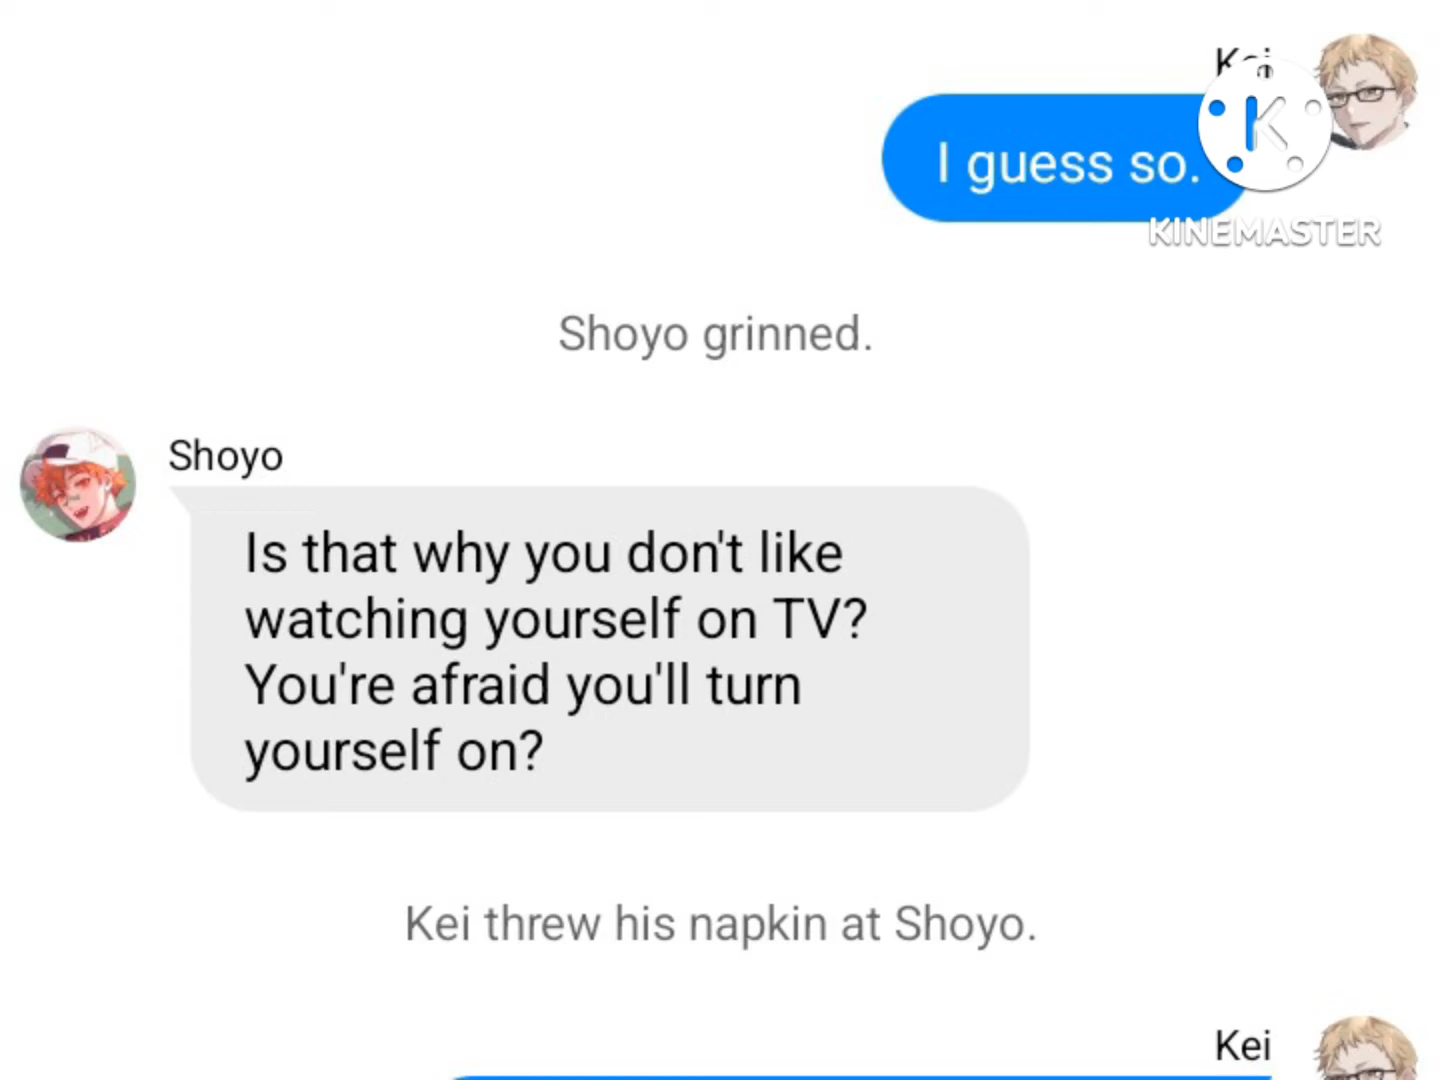 Kei
I guess so.
KINEMASTER
Shoyo grinned.
Shoyo
Is that why you don't like
watching yourself on TV?
You're afraid you'll turn
yourself on?
Kei threw his napkin at Shoyo.
Kei